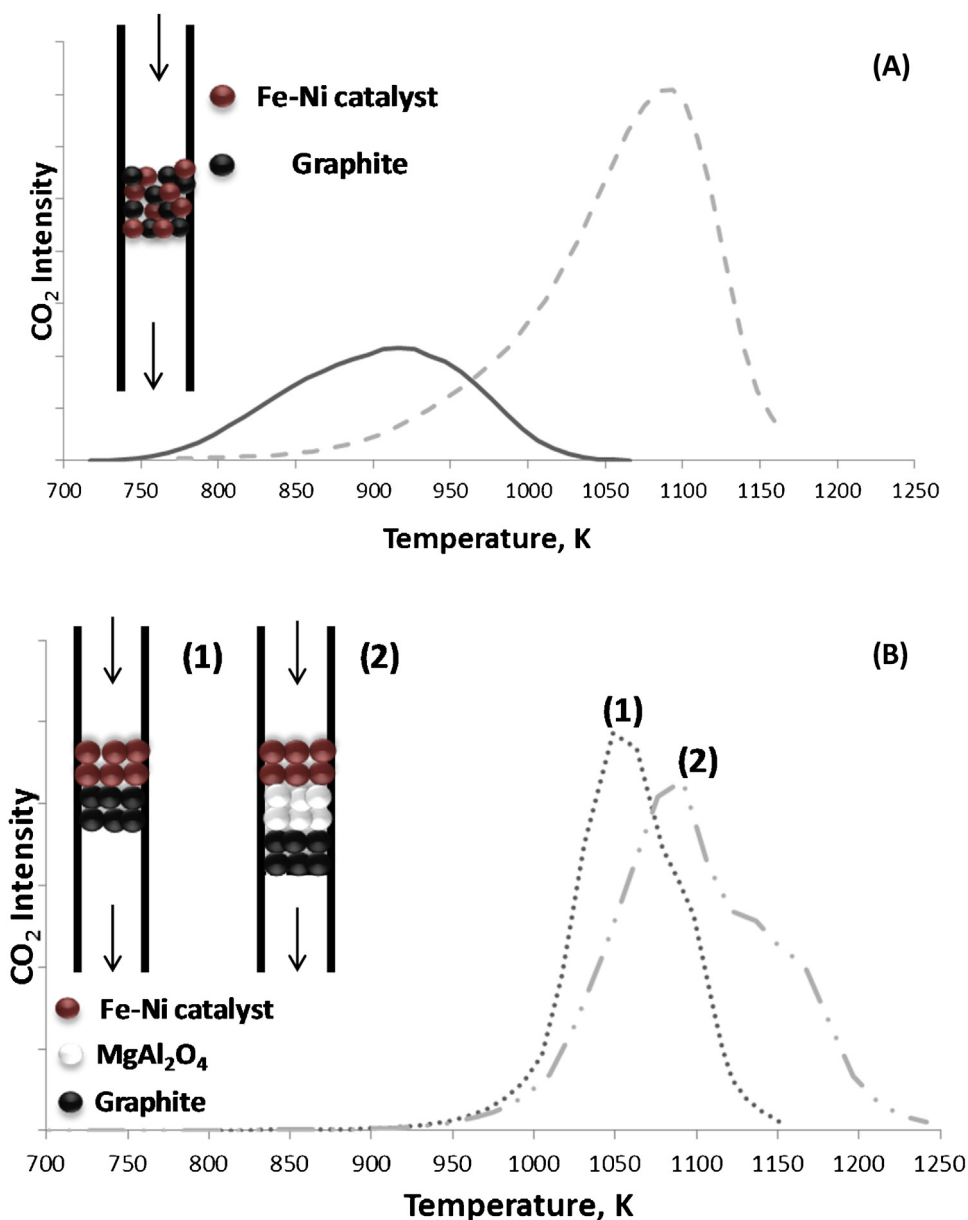 (A)
Fe-Ni catalyst
Graphite
CO₂ Intensity
700 750 800 850 900 950 1000 1050 1100 1150 1200 1250
Temperature, K
(1) (2) (B)
(1)
(2)
CO₂ Intensity
Fe-Ni catalyst
MgAl₂O₄
Graphite
700 750 800 850 900 950 1000 1050 1100 1150 1200 1250
Temperature, K